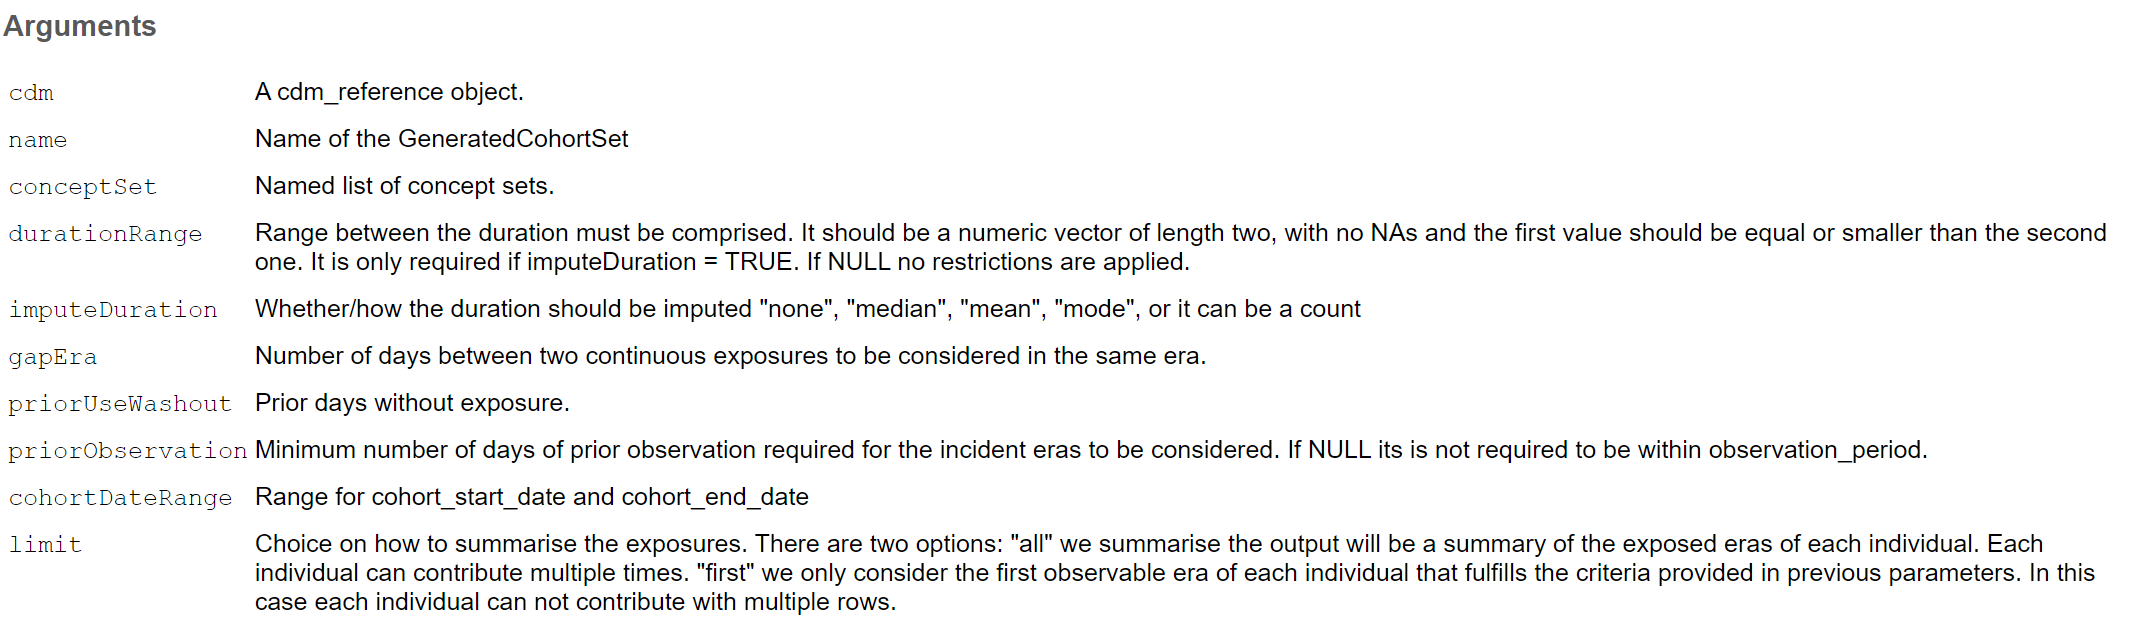 Arguments
cdm A cdm_reference object.
name Name of the GeneratedCohortSet
conceptSet Named list of concept sets.
durationRange Range between the duration must be comprised. It should be a numeric vector of length two, with no NAs and the first value should be equal or smaller than the second
one. It is only required if imputeDuration = TRUE. If NULL no restrictions are applied.
imputeDuration Whether/how the duration should be imputed "none", "median", "mean", "mode", or it can be a count
gapEra Number of days between two continuous exposures to be considered in the same era.
priorUseWashout Prior days without exposure.
priorObservation Minimum number of days of prior observation required for the incident eras to be considered. If NULL its is not required to be within observation_period.
cohortDateRange Range for cohort_start_date and cohort_end_date
limit Choice on how to summarise the exposures. There are two options: "all" we summarise the output will be a summary of the exposed eras of each individual. Each
individual can contribute multiple times. "first" we only consider the first observable era of each individual that fulfills the criteria provided in previous parameters. In this
case each individual can not contribute with multiple rows.